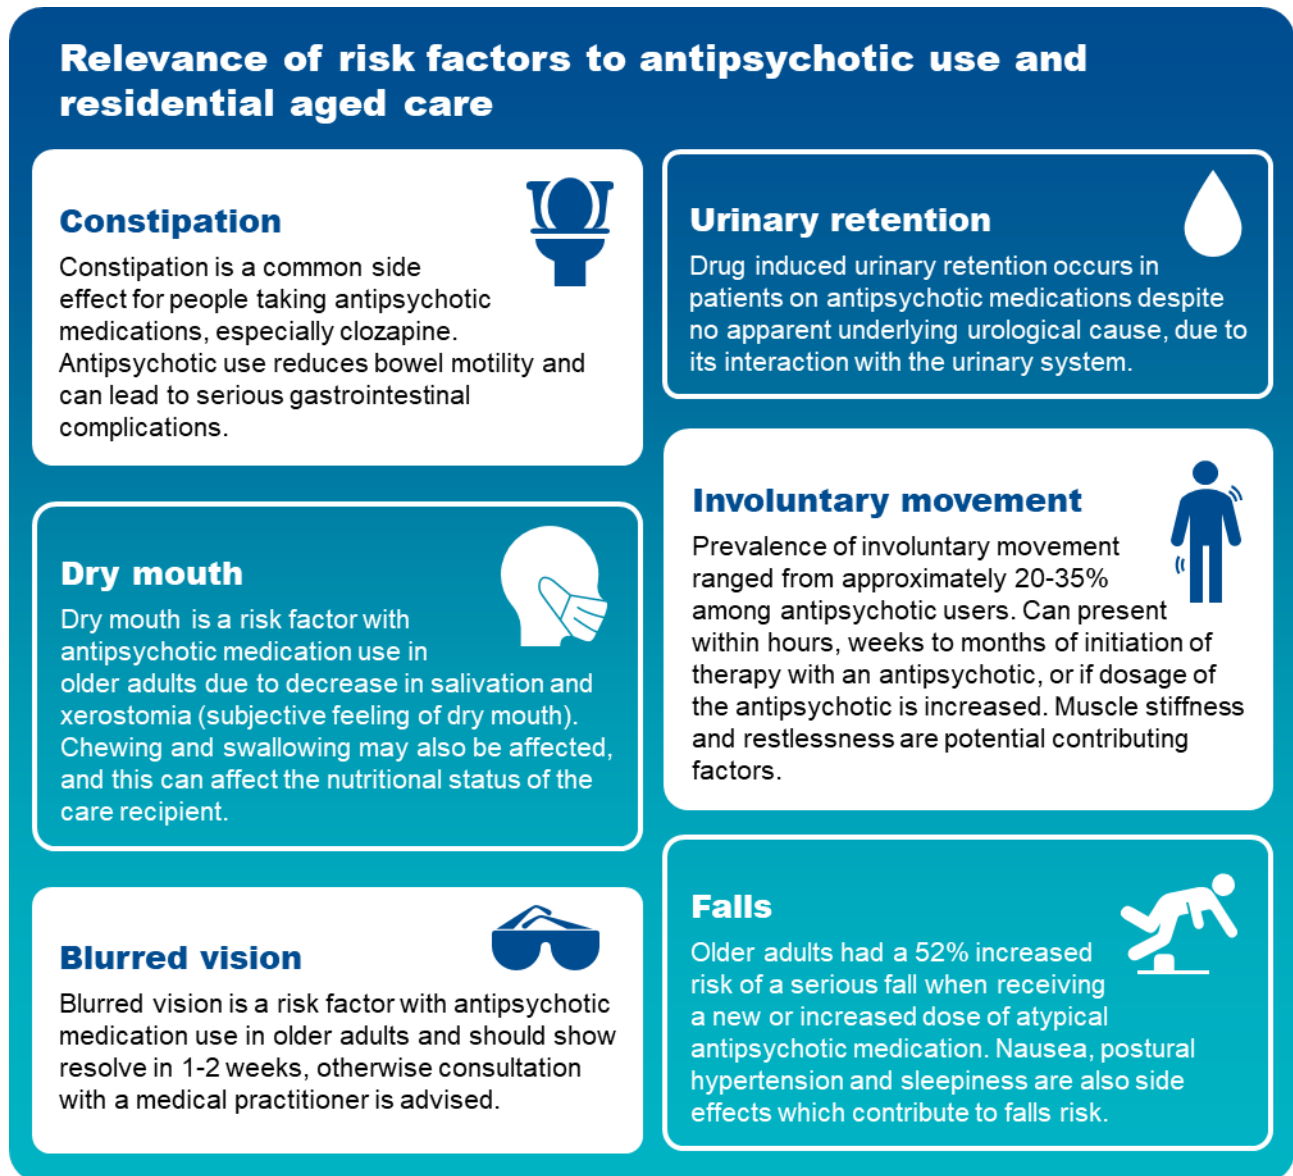 Relevance of risk factors to antipsychotic use and
residential aged care
Constipation
Constipation is a common side
effect for people taking antipsychotic
medications, especially clozapine.
Antipsychotic use reduces bowel motility and
can lead to serious gastrointestinal
complications.
Dry mouth
Dry mouth is a risk factor with
antipsychotic medication use in
older adults due to decrease in salivation and
xerostomia (subjective feeling of dry mouth).
Chewing and swallowing may also be affected,
and this can affect the nutritional status of the
care recipient.
Blurred vision
Blurred vision is a risk factor with antipsychotic
medication use in older adults and should show
resolve in 1-2 weeks, otherwise consultation
with a medical practitioner is advised.
Urinary retention
Drug induced urinary retention occurs in
patients on antipsychotic medications despite
no apparent underlying urological cause, due to
its interaction with the urinary system.
Involuntary movement
Prevalence of involuntary movement
ranged from approximately 20-35%
among antipsychotic users. Can present
within hours, weeks to months of initiation of
therapy with an antipsychotic, or if dosage of
the antipsychotic is increased. Muscle stiffness
and restlessness are potential contributing
factors.
Falls
Older adults had a 52% increased
risk of a serious fall when receiving
a new or increased dose of atypical
antipsychotic medication. Nausea, postural
hypertension and sleepiness are also side
effects which contribute to falls risk.